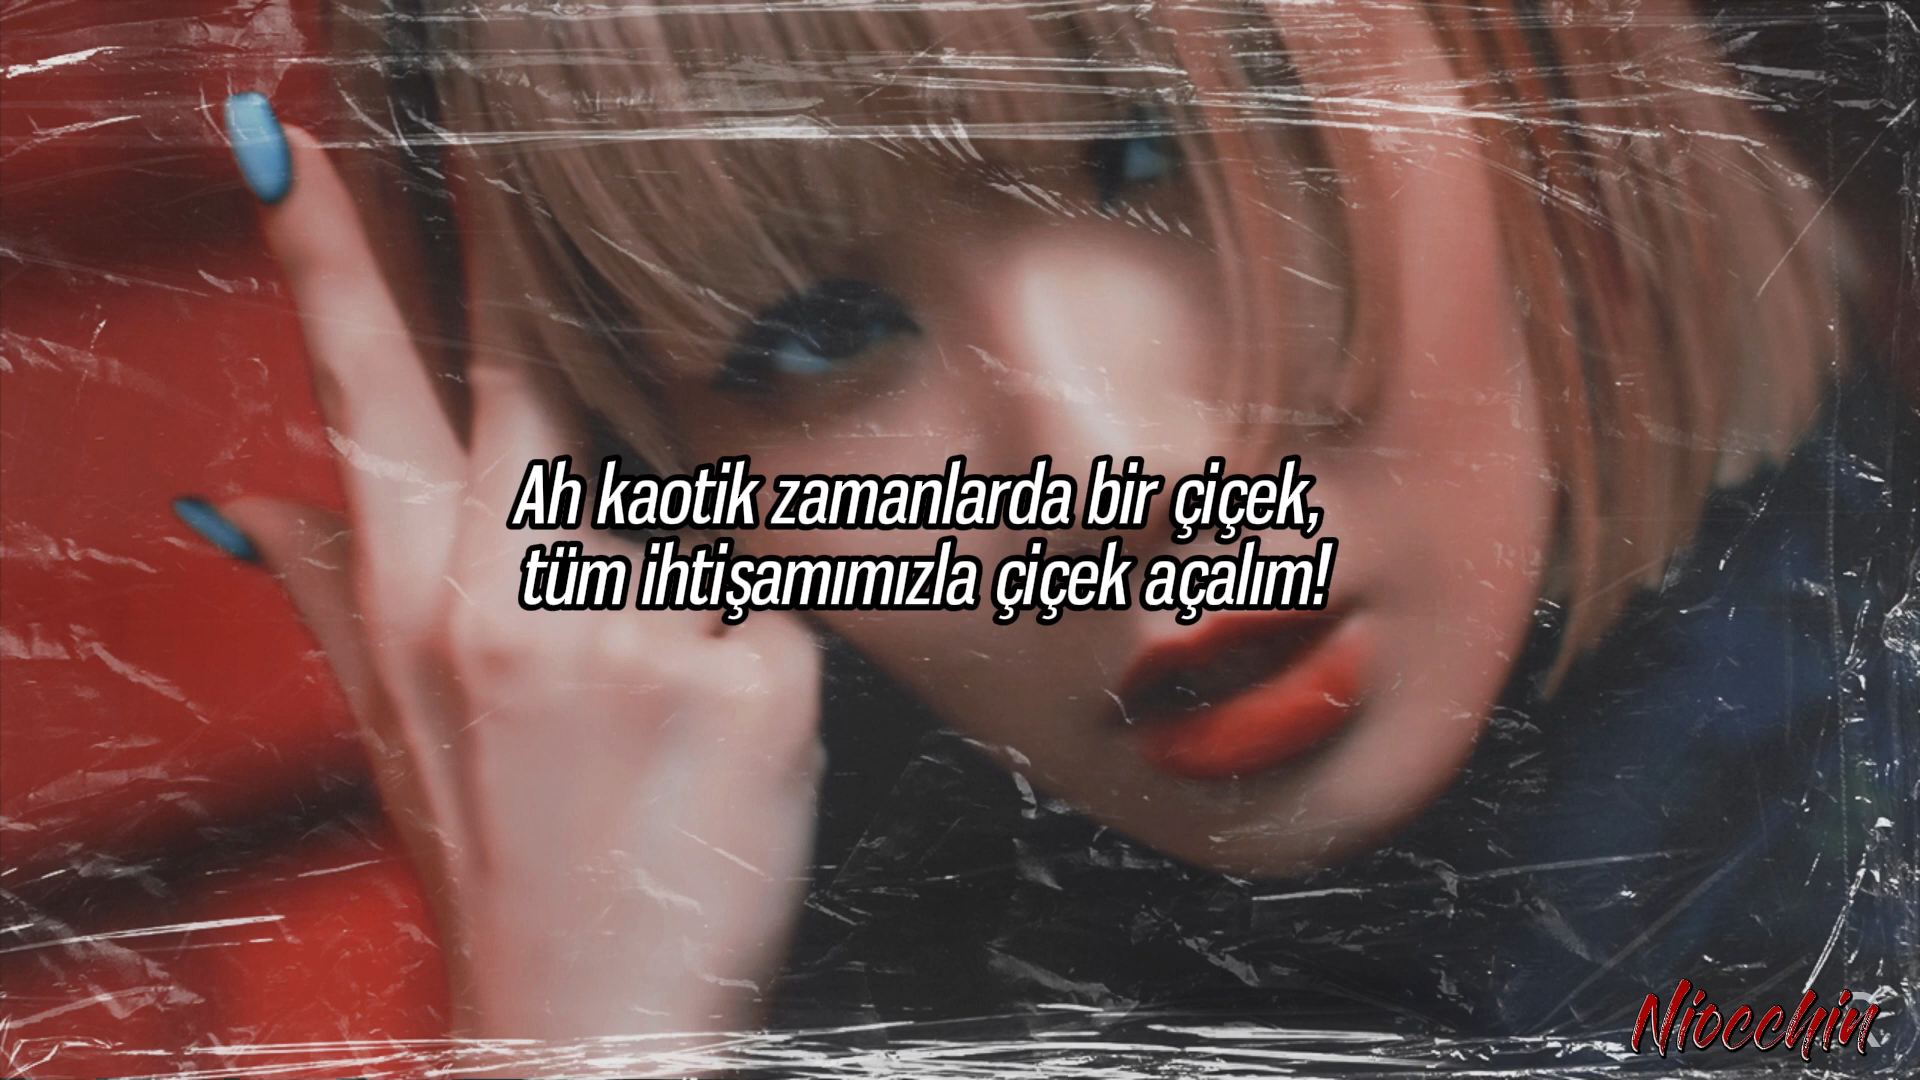 Ah kaotik zamanlarda bir çiçek,
tüm ihtişamımızla çiçek açalım!
Niocchin